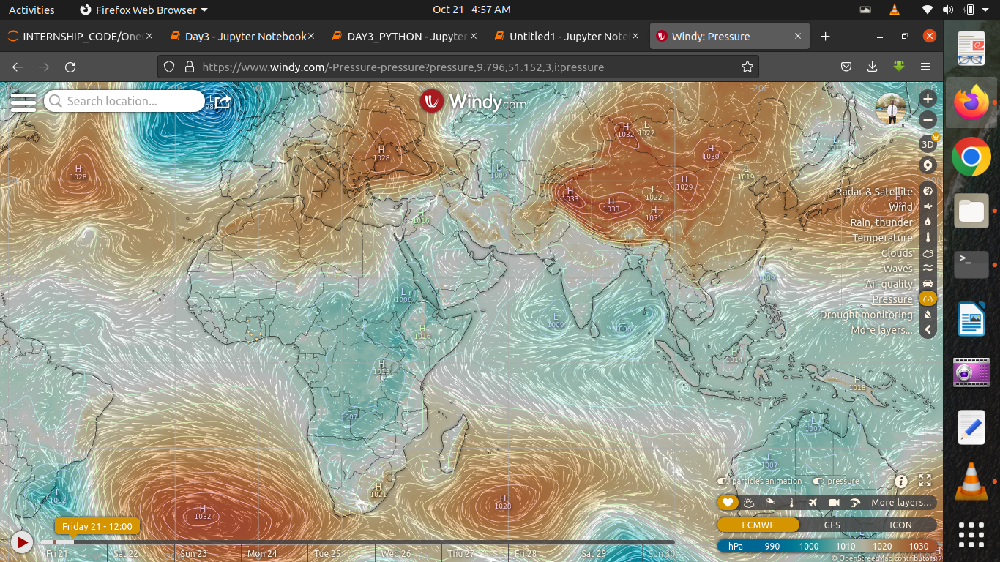 Activities
Firefox Web Browser
Oct 21 4:57 AM
INTERNSHIP_CODE/One
Day3 - Jupyter Notebook
DAY3_PYTHON - Jupyter
Untitled1 - Jupyter Note
Windy: Pressure
https://www.windy.com/-Pressure-pressure?pressure,9.796,51.152,3,i:pressure
Search location...
Windy.com
120°E
3D
Radar & Satellite
Wind
Rain, thunder
Temperature
Clouds
Waves
Air quality
Pressure
Drought monitoring
More layers...
H
1032
L
1022
H
1028
H
1030
H
1028
L
1009
L
1019
H
1029
H
1033
L
1022
H
1033
H
1031
H
1016
L
1009
L
1006
L
1009
L
1006
H
1016
H
1014
H
1013
H
1018
L
1007
L
1007
L
1007
H
1021
L
1002
H
1032
H
1028
particles animation
pressure
More layers...
Friday 21 - 12:00
ECMWF
GFS
ICON
Fri 21
Sat 22
Sun 23
Mon 24
Tue 25
Wed 26
Thu 27
Fri 28
Sat 29
Sun 30
hPa 990 1000 1010 1020 1030
© OpenStreetMap contributors